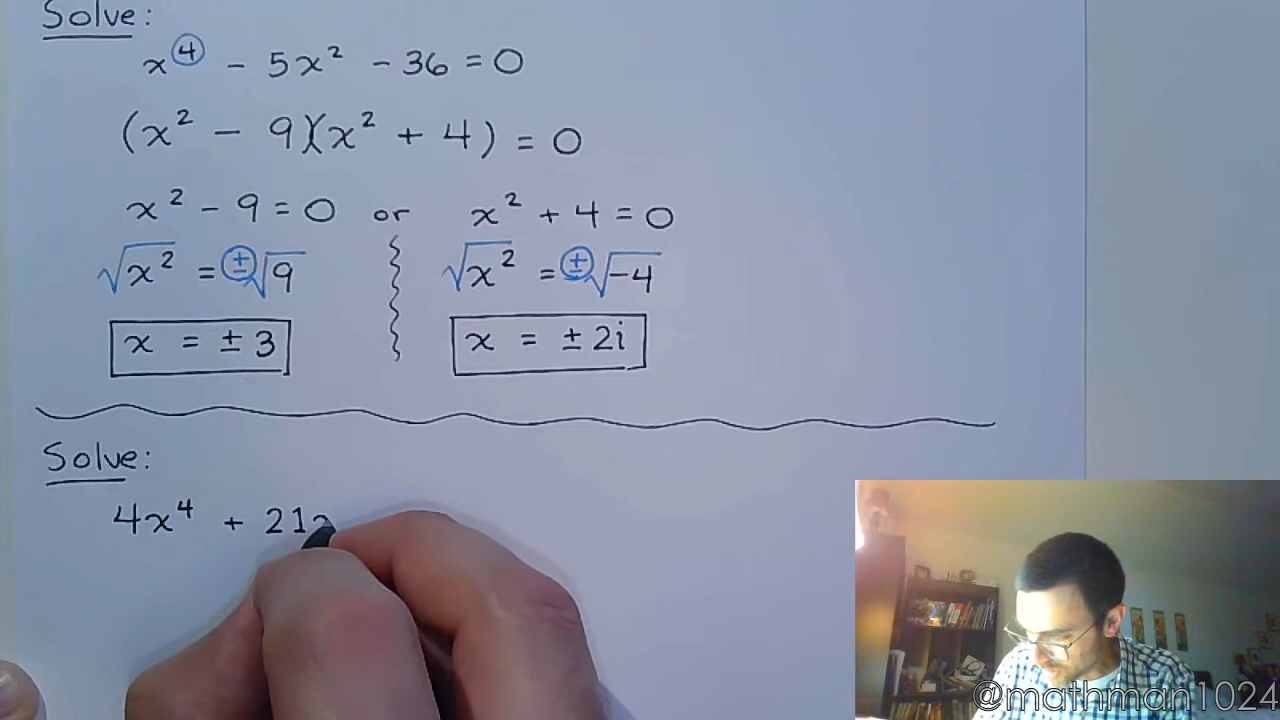 Solve:
x⁴ - 5x² - 36 = 0
(x² - 9)(x² + 4) = 0
x² - 9 = 0 or x² + 4 = 0
√x² = ±√9 √x² = ±√-4
x = ±3 x = ±2i
Solve:
4x⁴ + 21
@mathman1024